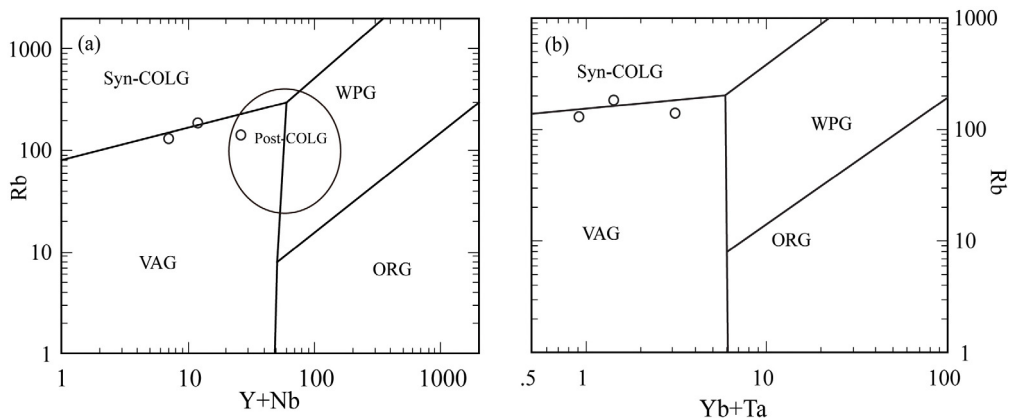 (a)
Syn-COLG
WPG
Post-COLG
VAG
ORG
1000
100
10
1
Rb
1
10
100
1000
Y+Nb
(b)
Syn-COLG
WPG
VAG
ORG
1000
100
10
1
Rb
.5
1
10
100
Yb+Ta